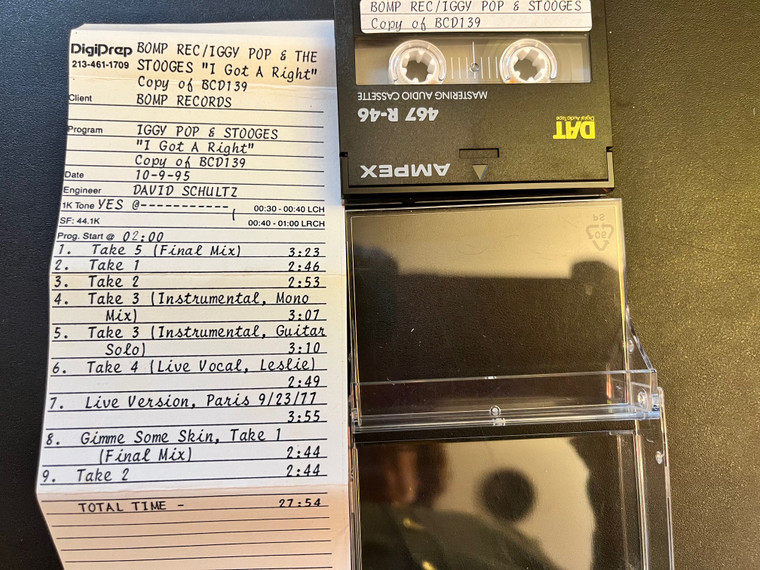 DigiPrep BOMP REC/IGGY POP & THE
213-461-1709 STOOGES "I Got A Right"
Copy of BCD139
Client BOMP RECORDS
Program IGGY POP & STOOGES
"I Got A Right"
Copy of BCD139
Date 10-9-95
Engineer DAVID SCHULTZ
1K Tone YES @------------ ( 00:30 - 00:40 LCH
SF: 44.1K 00:40 - 01:00 LRCH
Prog. Start @ 02:00
1. Take 5 (Final Mix) 3:23
2. Take 1 2:46
3. Take 2 2:53
4. Take 3 (Instrumental, Mono
Mix) 3:07
5. Take 3 (Instrumental, Guitar
Solo) 3:10
6. Take 4 (Live Vocal, Leslie)
2:49
7. Live Version, Paris 9/23/77
3:55
8. Gimme Some Skin, Take 1
(Final Mix) 2:44
9. Take 2 2:44
TOTAL TIME - 27:54
BOMP REC/IGGY POP & STOOGES
Copy of BCD139
MASTERING AUDIO CASSETTE
467 R-46
DAT
Digital Audio Tape
AMPEX
PS